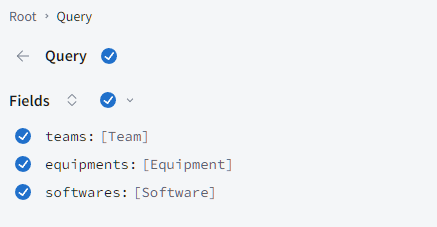 Root > Query
Query
Fields
teams: [Team]
equipments: [Equipment]
softwares: [Software]